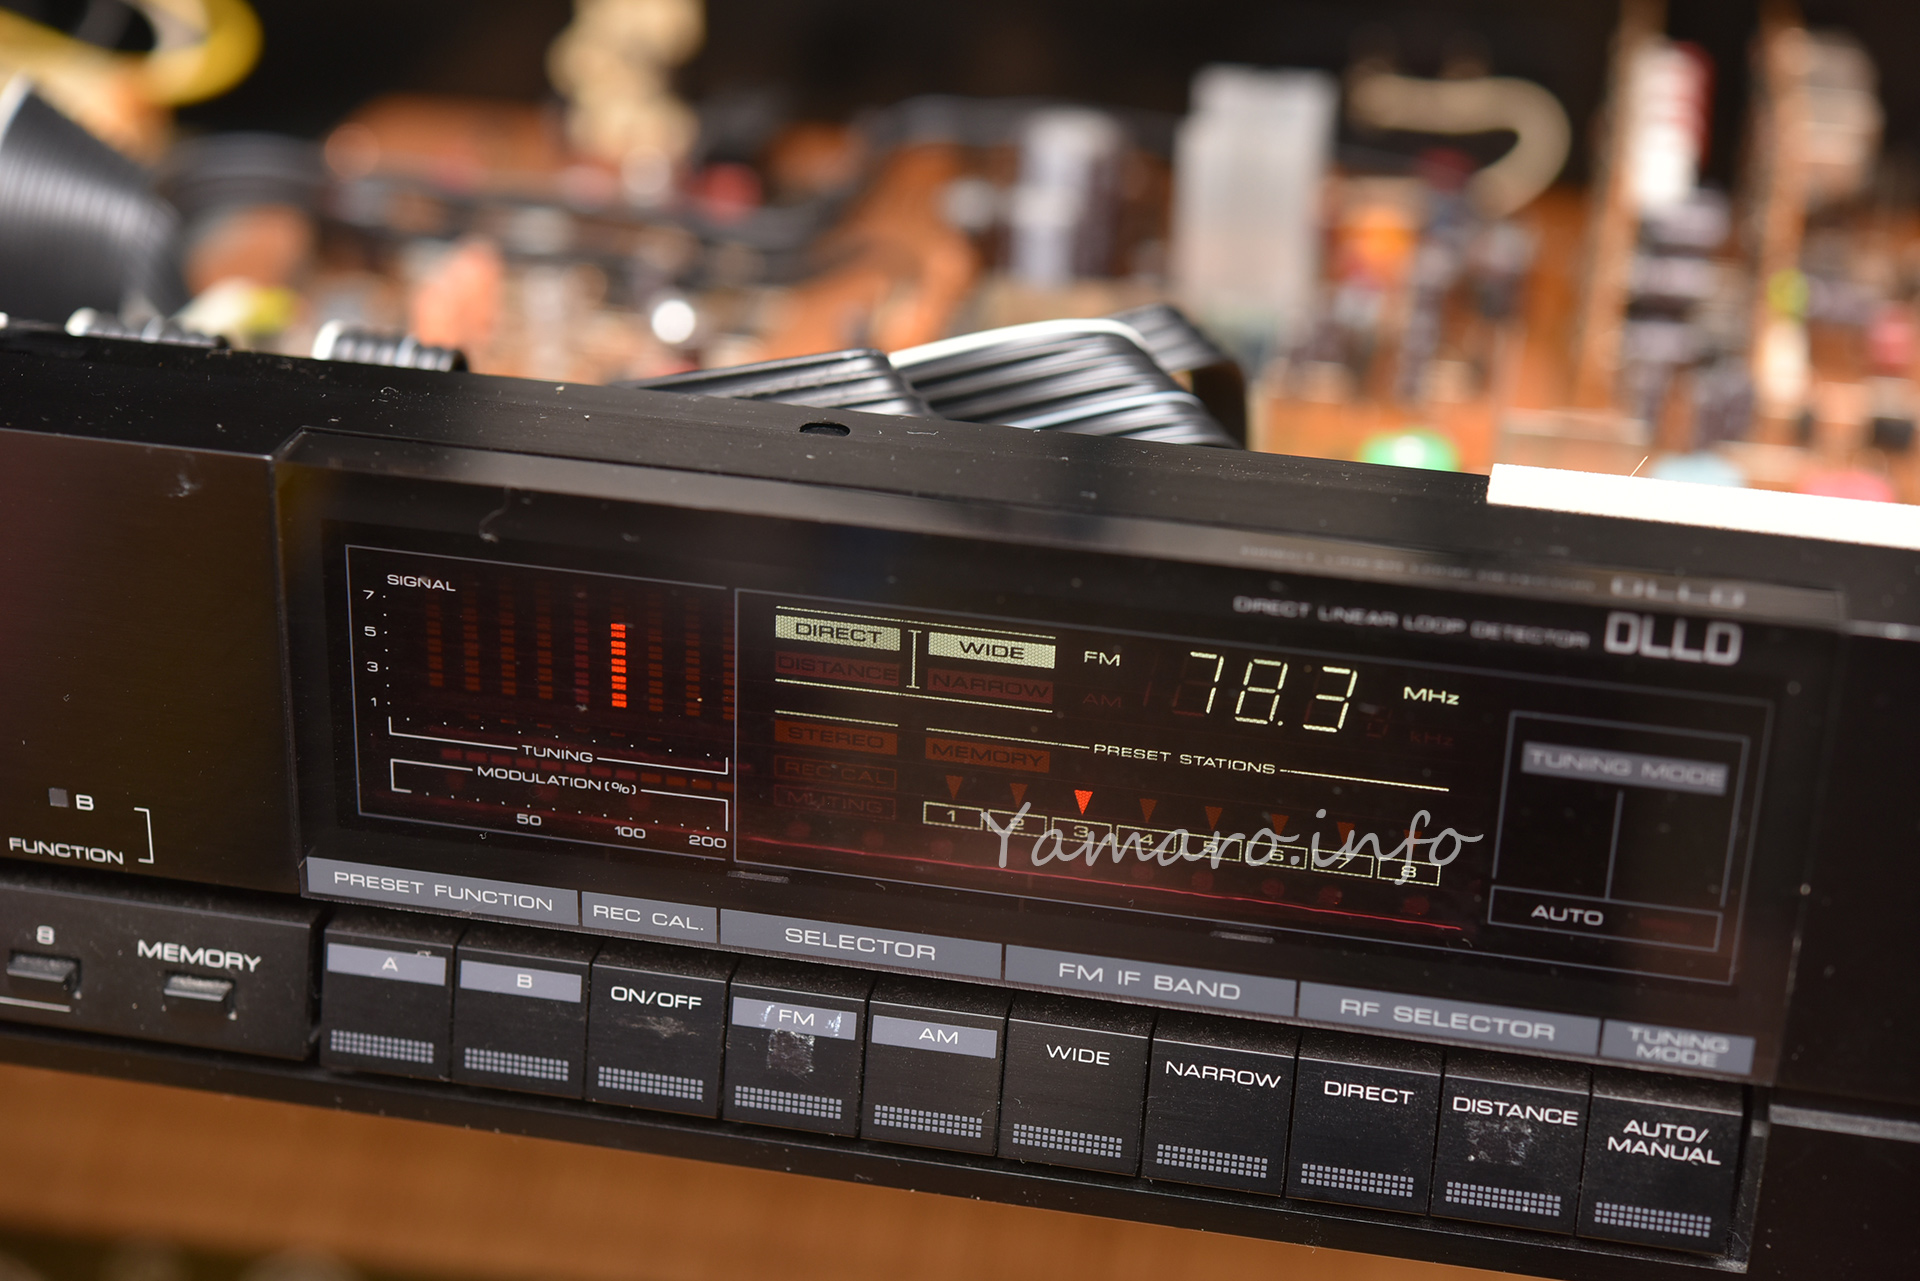 DIRECT LINEAR LOOP DETECTOR DLLD
SIGNAL
7
5
3
1
TUNING
MODULATION(%)
50 100 200
DIRECT WIDE FM 78.3 MHz
DISTANCE NARROW AM kHz
STEREO MEMORY PRESET STATIONS
REC CAL
MUTING
1 2 3 4 5 6 7 8
TUNING MODE
AUTO
Yamaro.info
B
FUNCTION
PRESET FUNCTION REC CAL. SELECTOR FM IF BAND RF SELECTOR TUNING MODE
8 MEMORY
A B ON/OFF FM AM WIDE NARROW DIRECT DISTANCE AUTO/MANUAL